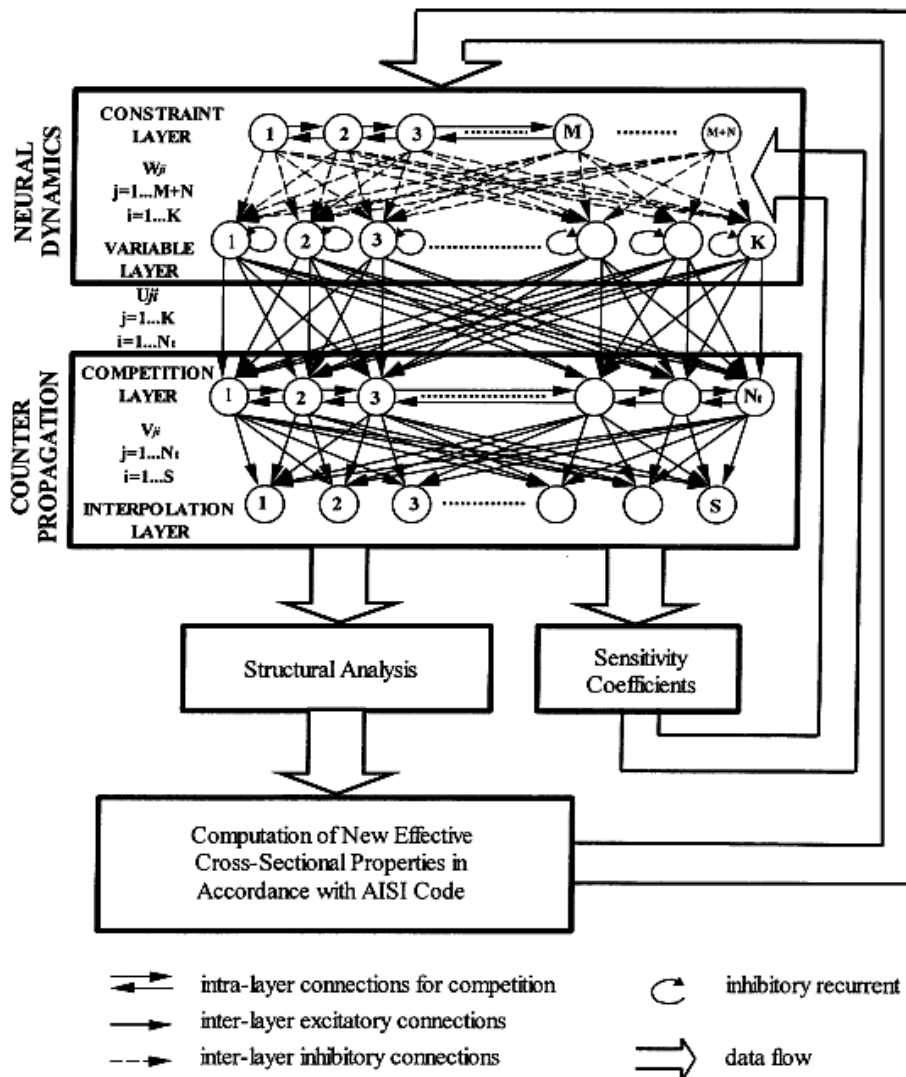 NEURAL
DYNAMICS
CONSTRAINT
LAYER
1 2 3 M M+N
Wji
j=1...M+N
i=1...K
VARIABLE
LAYER
1 2 3 K
Uji
j=1...K
i=1...Nt
COUNTER
PROPAGATION
COMPETITION
LAYER
1 2 3 Nt
Vji
j=1...Nt
i=1...S
INTERPOLATION
LAYER
1 2 3 S
Structural Analysis
Sensitivity
Coefficients
Computation of New Effective
Cross-Sectional Properties in
Accordance with AISI Code
intra-layer connections for competition
inhibitory recurrent
inter-layer excitatory connections
inter-layer inhibitory connections
data flow